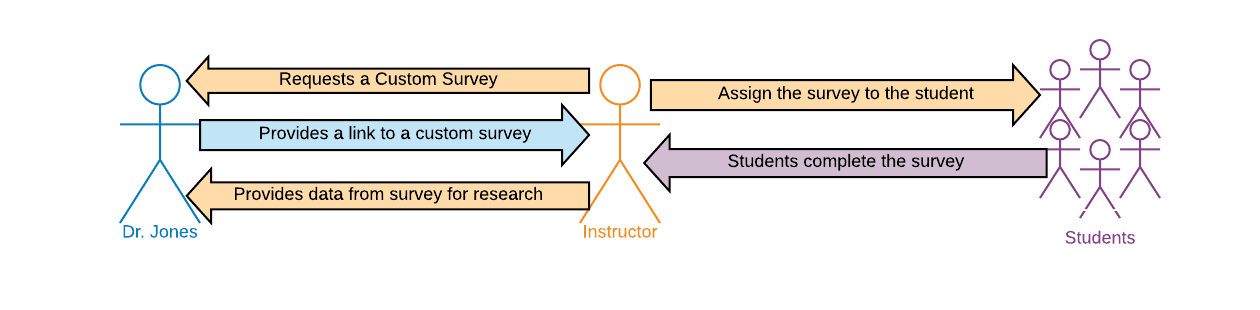 Requests a Custom Survey
Assign the survey to the student
Provides a link to a custom survey
Students complete the survey
Provides data from survey for research
Dr. Jones
Instructor
Students